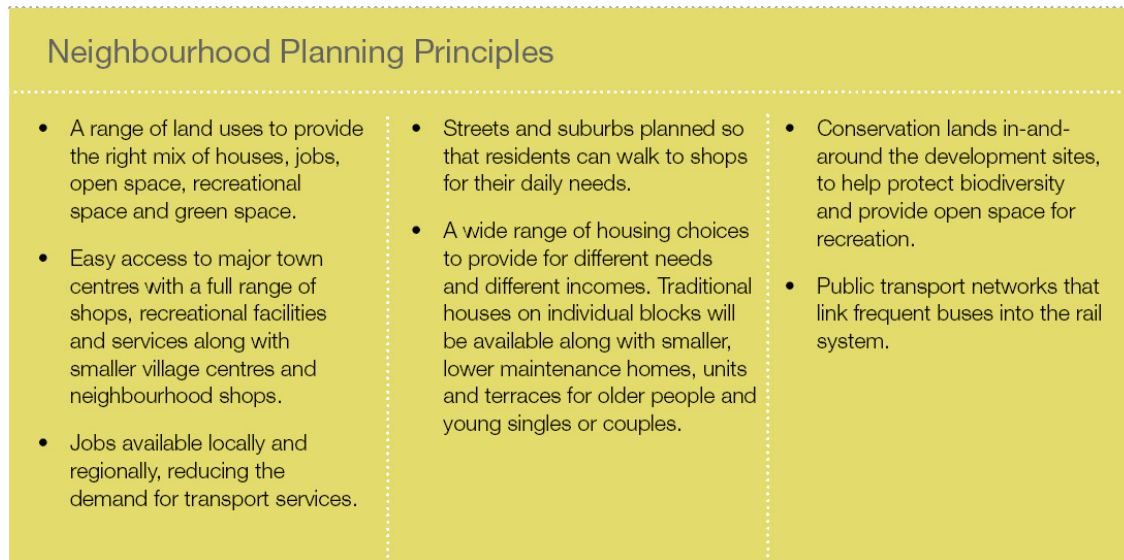 Neighbourhood Planning Principles
• A range of land uses to provide
the right mix of houses, jobs,
open space, recreational
space and green space.
• Easy access to major town
centres with a full range of
shops, recreational facilities
and services along with
smaller village centres and
neighbourhood shops.
• Jobs available locally and
regionally, reducing the
demand for transport services.
• Streets and suburbs planned so
that residents can walk to shops
for their daily needs.
• A wide range of housing choices
to provide for different needs
and different incomes. Traditional
houses on individual blocks will
be available along with smaller,
lower maintenance homes, units
and terraces for older people and
young singles or couples.
• Conservation lands in-and-
around the development sites,
to help protect biodiversity
and provide open space for
recreation.
• Public transport networks that
link frequent buses into the rail
system.